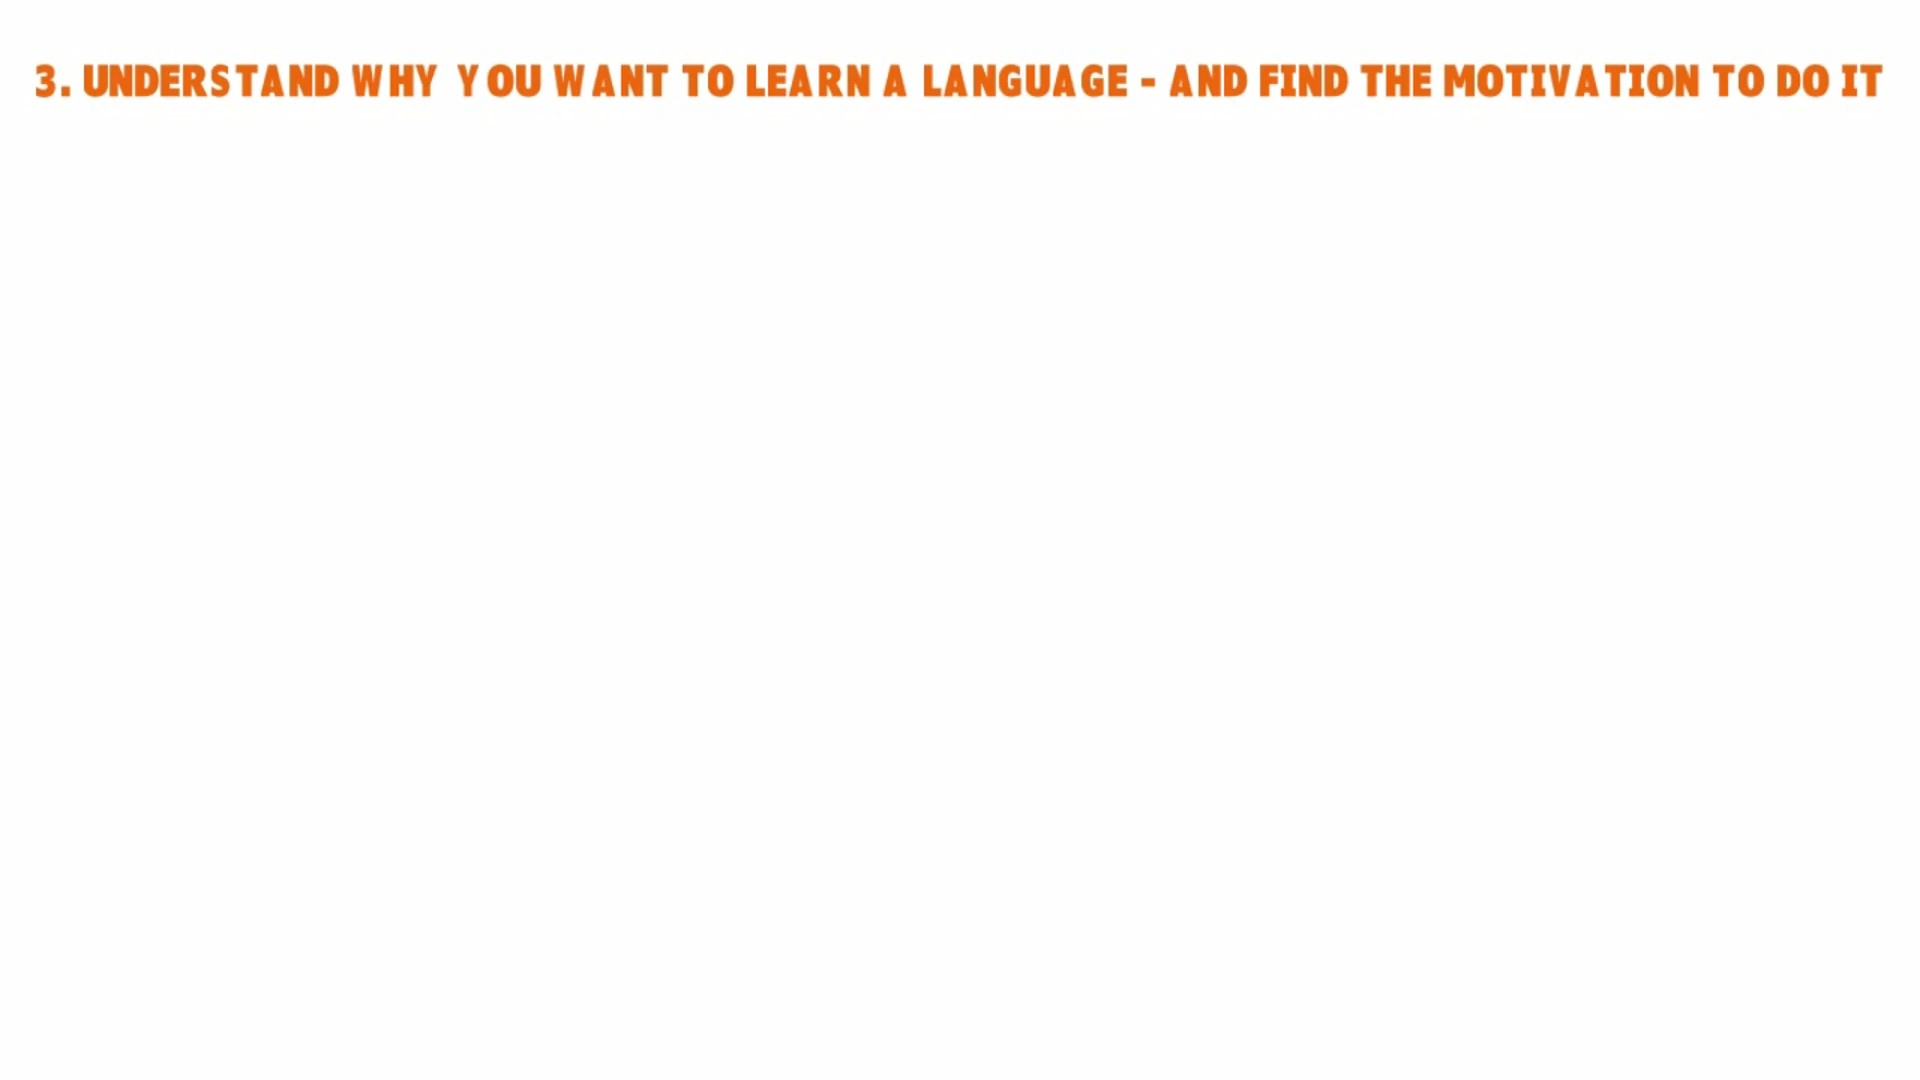 3. UNDERSTAND WHY YOU WANT TO LEARN A LANGUAGE - AND FIND THE MOTIVATION TO DO IT